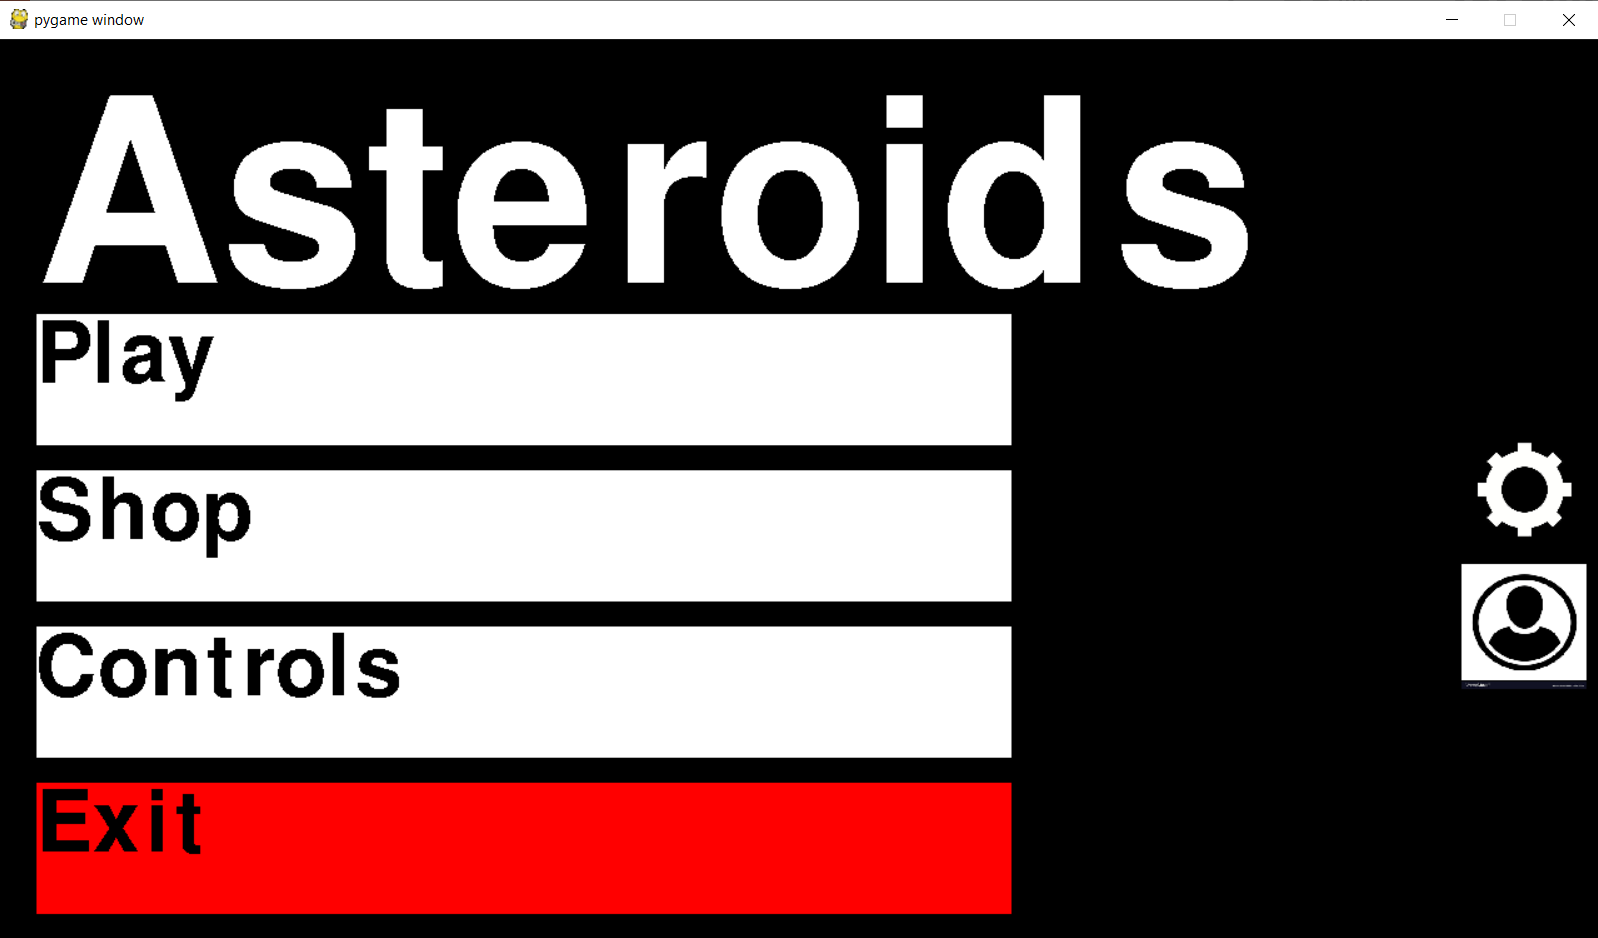 pygame window
Asteroids
Play
Shop
Controls
Exit